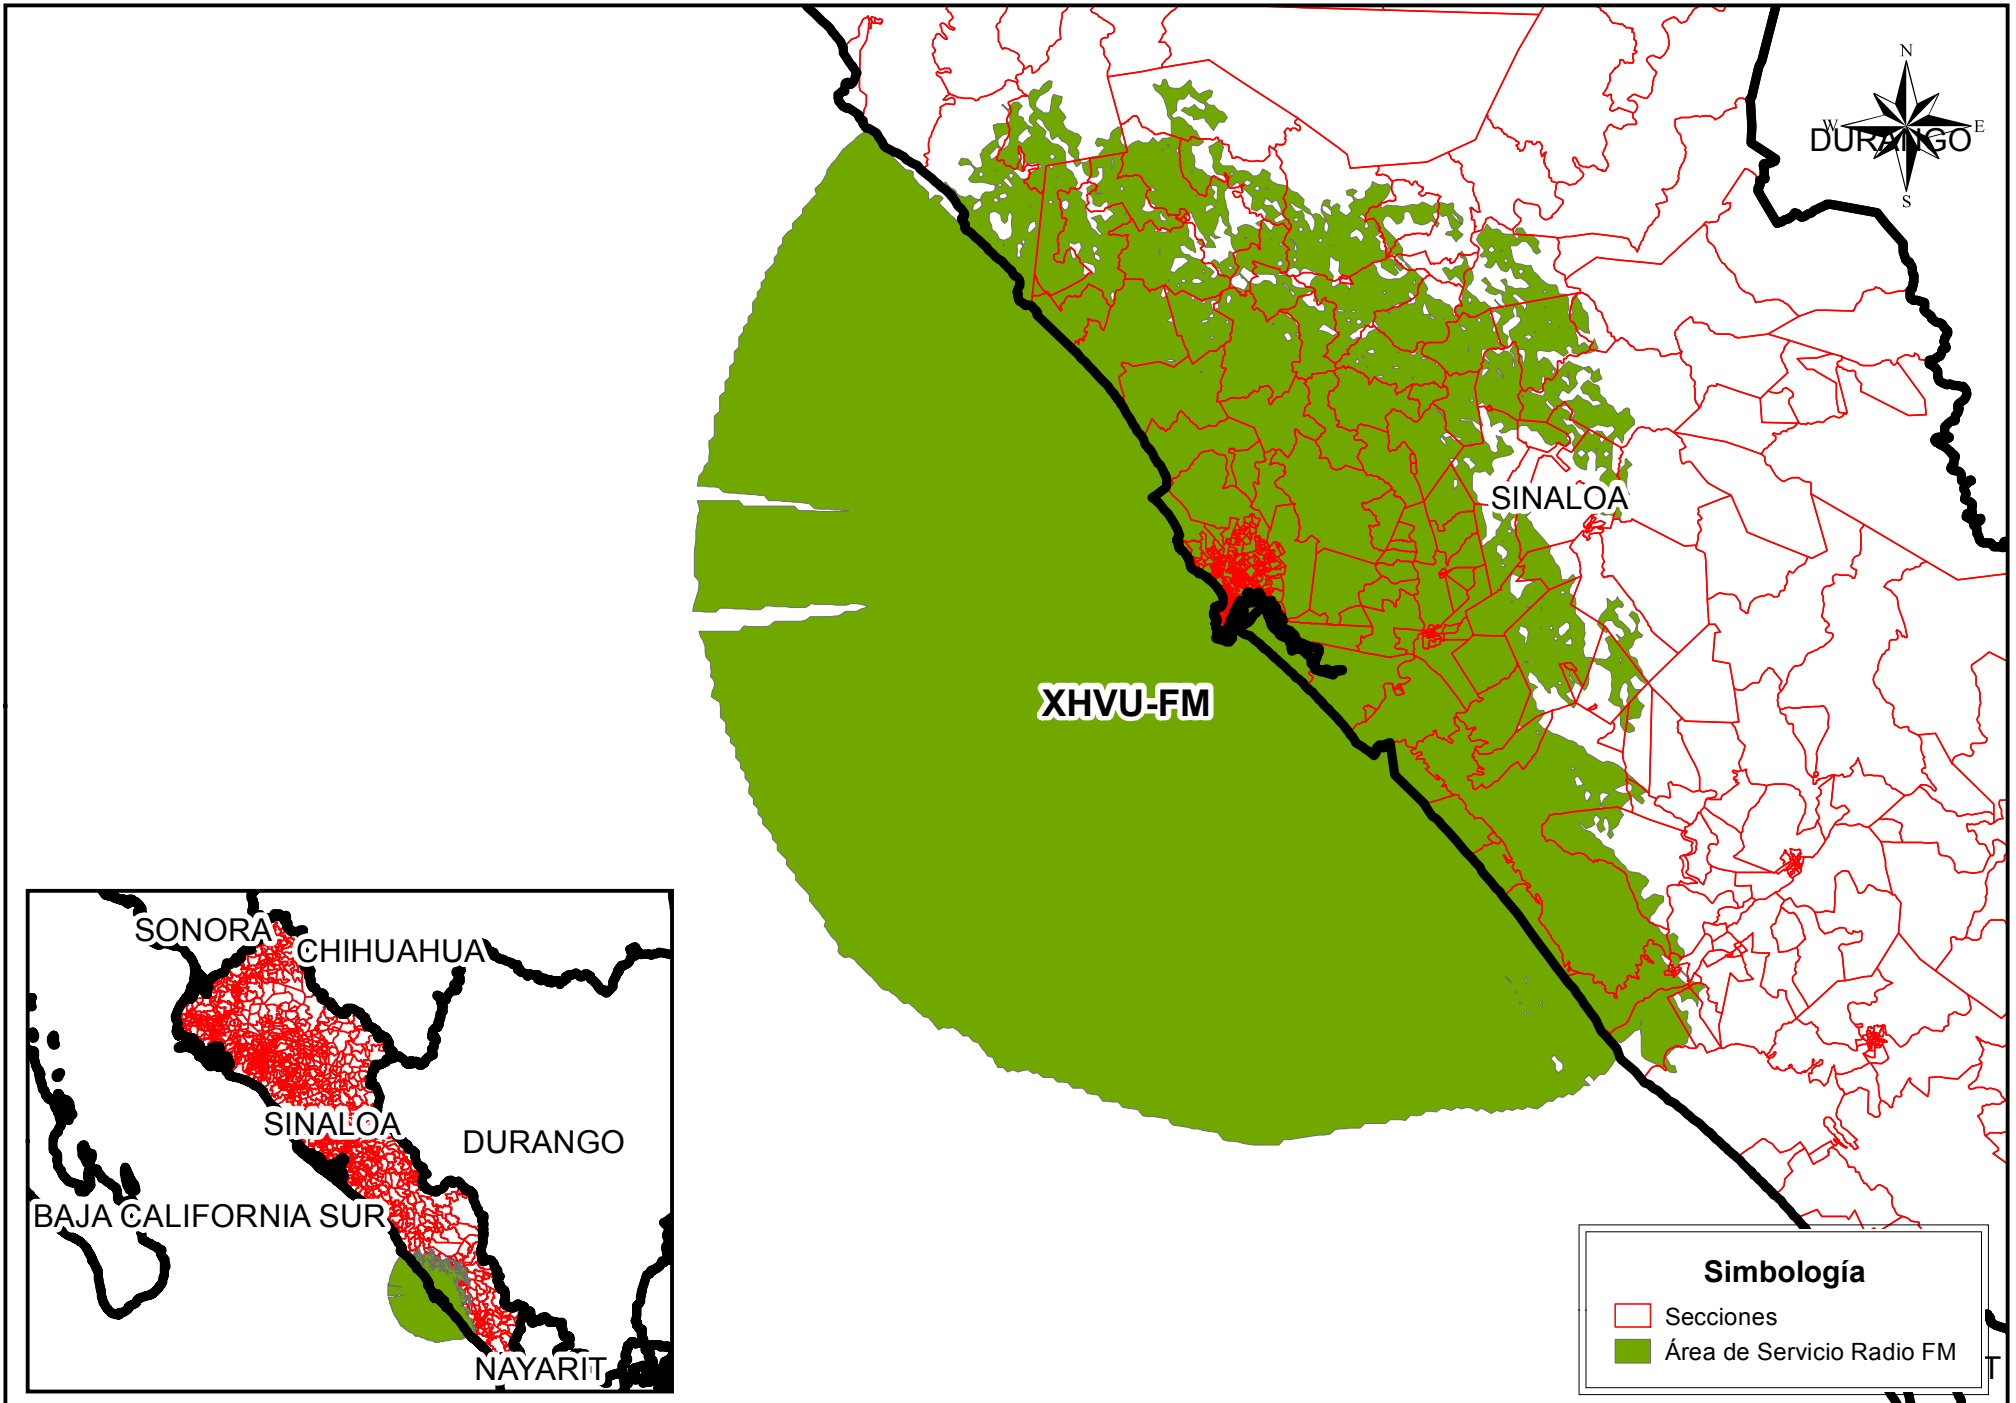 N
W
E
S
DURANGO
SINALOA
XHVU-FM
SONORA
CHIHUAHUA
SINALOA
DURANGO
BAJA CALIFORNIA SUR
NAYARIT
Simbología
Secciones
Área de Servicio Radio FM
T